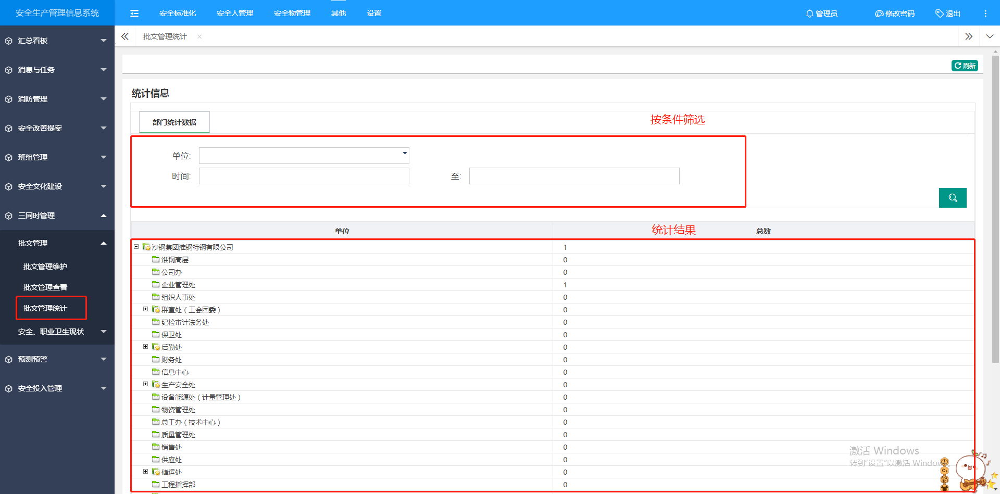 安全生产管理信息系统
安全标准化
安全人管理
安全物管理
其他
设置
管理员
修改密码
退出
批文管理统计
汇总看板
消息与任务
消防管理
安全改善提案
班组管理
安全文化建设
三同时管理
批文管理
批文管理维护
批文管理查看
批文管理统计
安全、职业卫生现状
预测预警
安全投入管理
刷新
统计信息
部门统计数据
按条件筛选
单位:
时间:
至:
单位
统计结果
总数
沙钢集团淮钢特钢有限公司 1
淮钢高层 0
公司办 0
企业管理处 1
组织人事处 0
群宣处（工会团委） 0
纪检审计法务处 0
保卫处 0
后勤处 0
财务处 0
信息中心 0
生产安全处 0
设备能源处（计量管理处） 0
物资管理处 0
总工办（技术中心） 0
质量管理处 0
销售处 0
供应处 0
储运处 0
工程指挥部 0
激活 Windows
转到“设置”以激活 Windows。
中
简